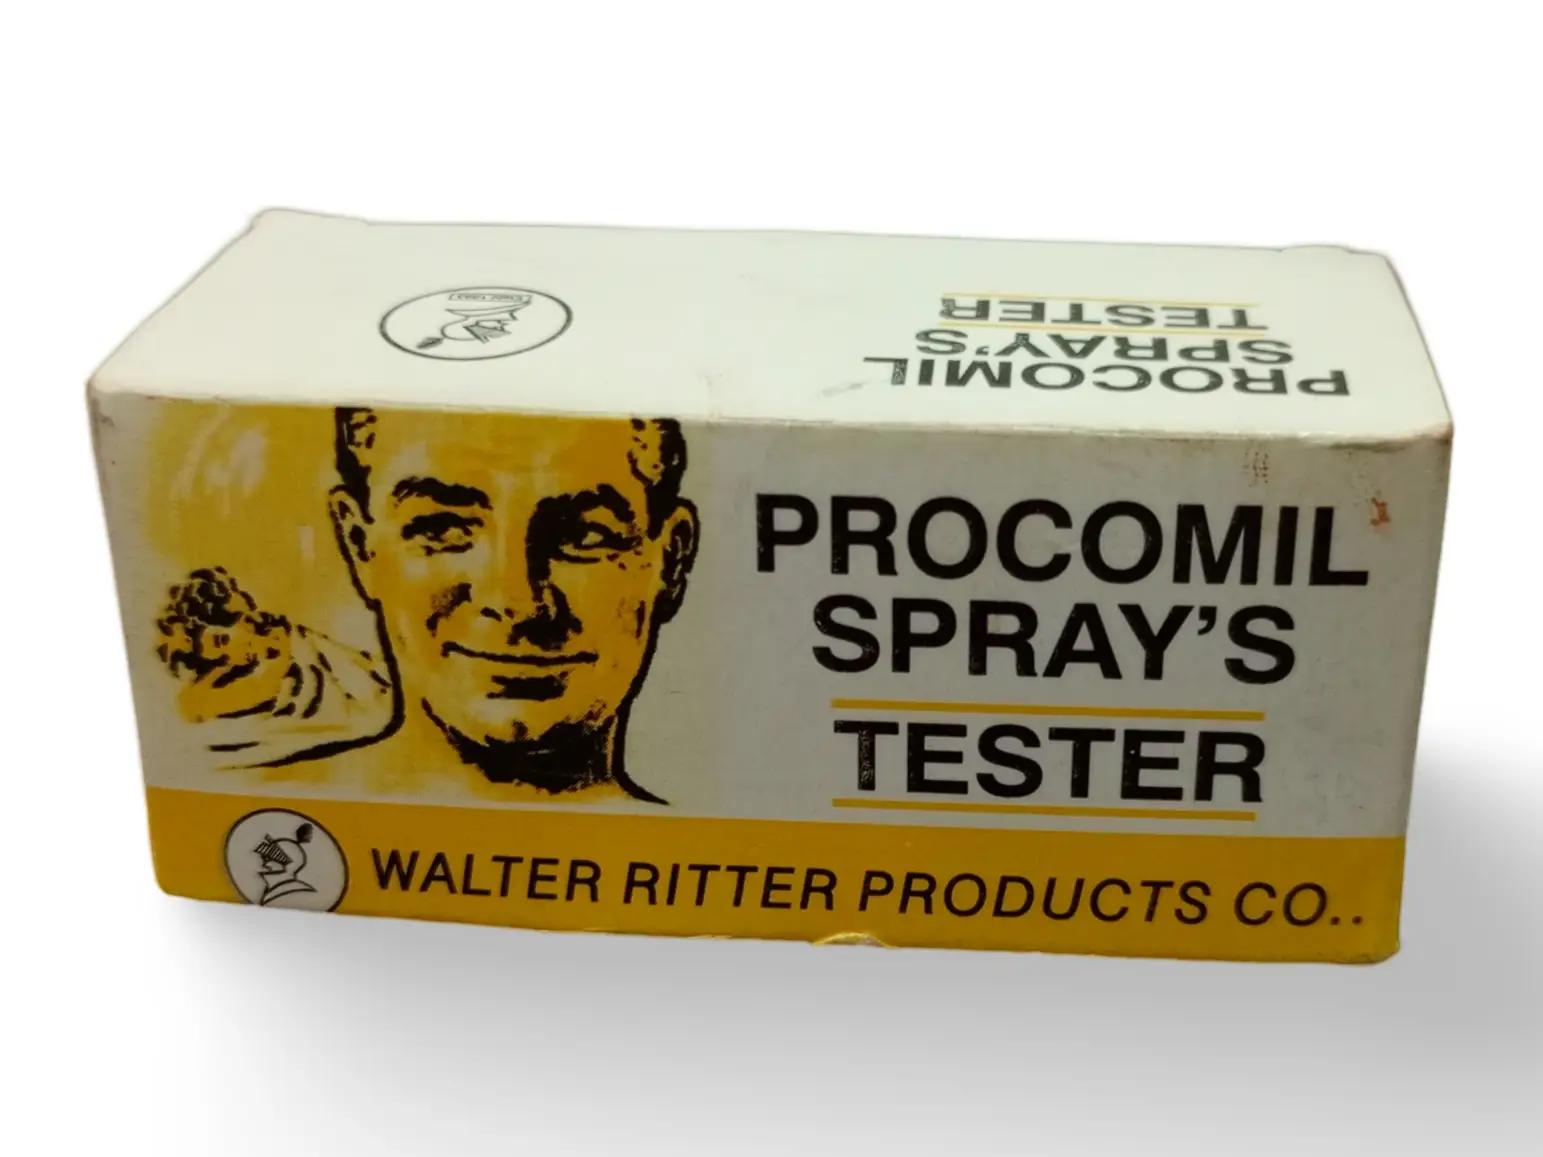 PROCOMIL
SPRAY'S
TESTER
PROCOMIL
SPRAY'S
TESTER
WALTER RITTER PRODUCTS CO..